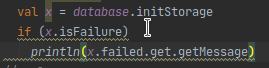 val x = database.initStorage
if (x.isFailure)
println(x.failed.get.getMessage)